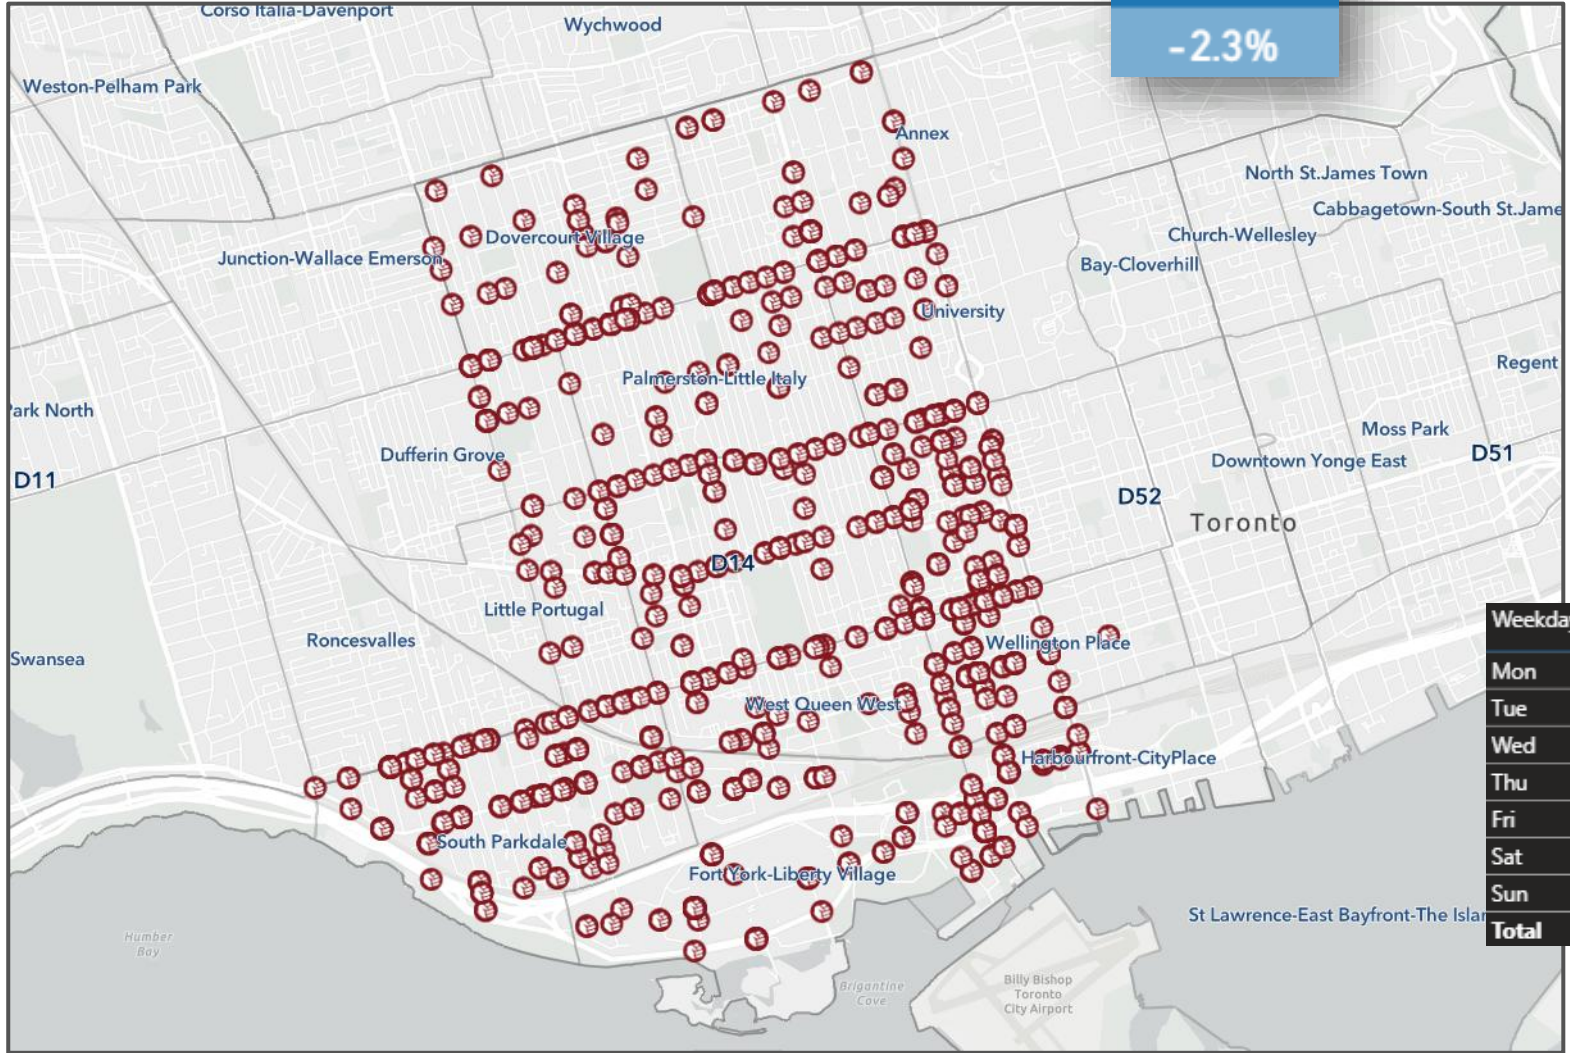 Corso Italia-Davenport
Wychwood
-2.3%
Weston-Pelham Park
Annex
North St.James Town
Cabbagetown-South St.Jame
Church-Wellesley
Dovercourt Village
Junction-Wallace Emerson
Bay-Cloverhill
University
Regent
Palmerston-Little Italy
Park North
Moss Park
Dufferin Grove
Downtown Yonge East
D51
D11
D52
Toronto
D14
Little Portugal
Roncesvalles
Wellington Place
Swansea
West Queen West
Harbourfront-CityPlace
South Parkdale
Fort York-Liberty Village
St Lawrence-East Bayfront-The Islan
Humber
Bay
Brigantine
Cove
Billy Bishop
Toronto
City Airport
Weekday
Mon
Tue
Wed
Thu
Fri
Sat
Sun
Total